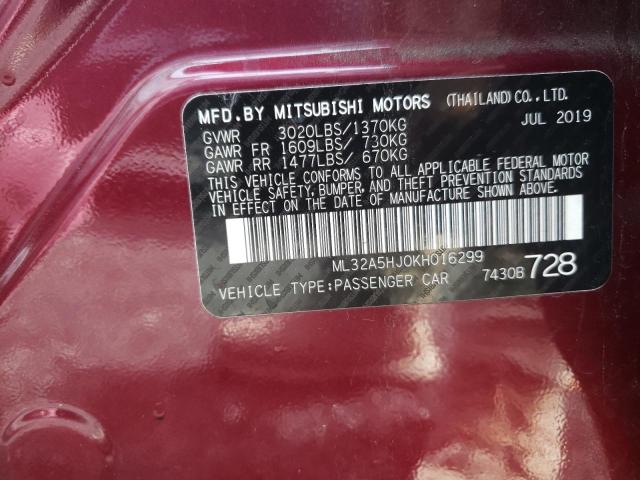 MFD. BY MITSUBISHI MOTORS (THAILAND) CO., LTD.
JUL 2019
GVWR 3020LBS/1370KG
GAWR FR 1609LBS/ 730KG
GAWR RR 1477LBS/ 670KG
THIS VEHICLE CONFORMS TO ALL APPLICABLE FEDERAL MOTOR
VEHICLE SAFETY, BUMPER, AND THEFT PREVENTION STANDARDS
IN EFFECT ON THE DATE OF MANUFACTURE SHOWN ABOVE.
ML32A5HJ0KH016299
VEHICLE TYPE:PASSENGER CAR 7430B 728